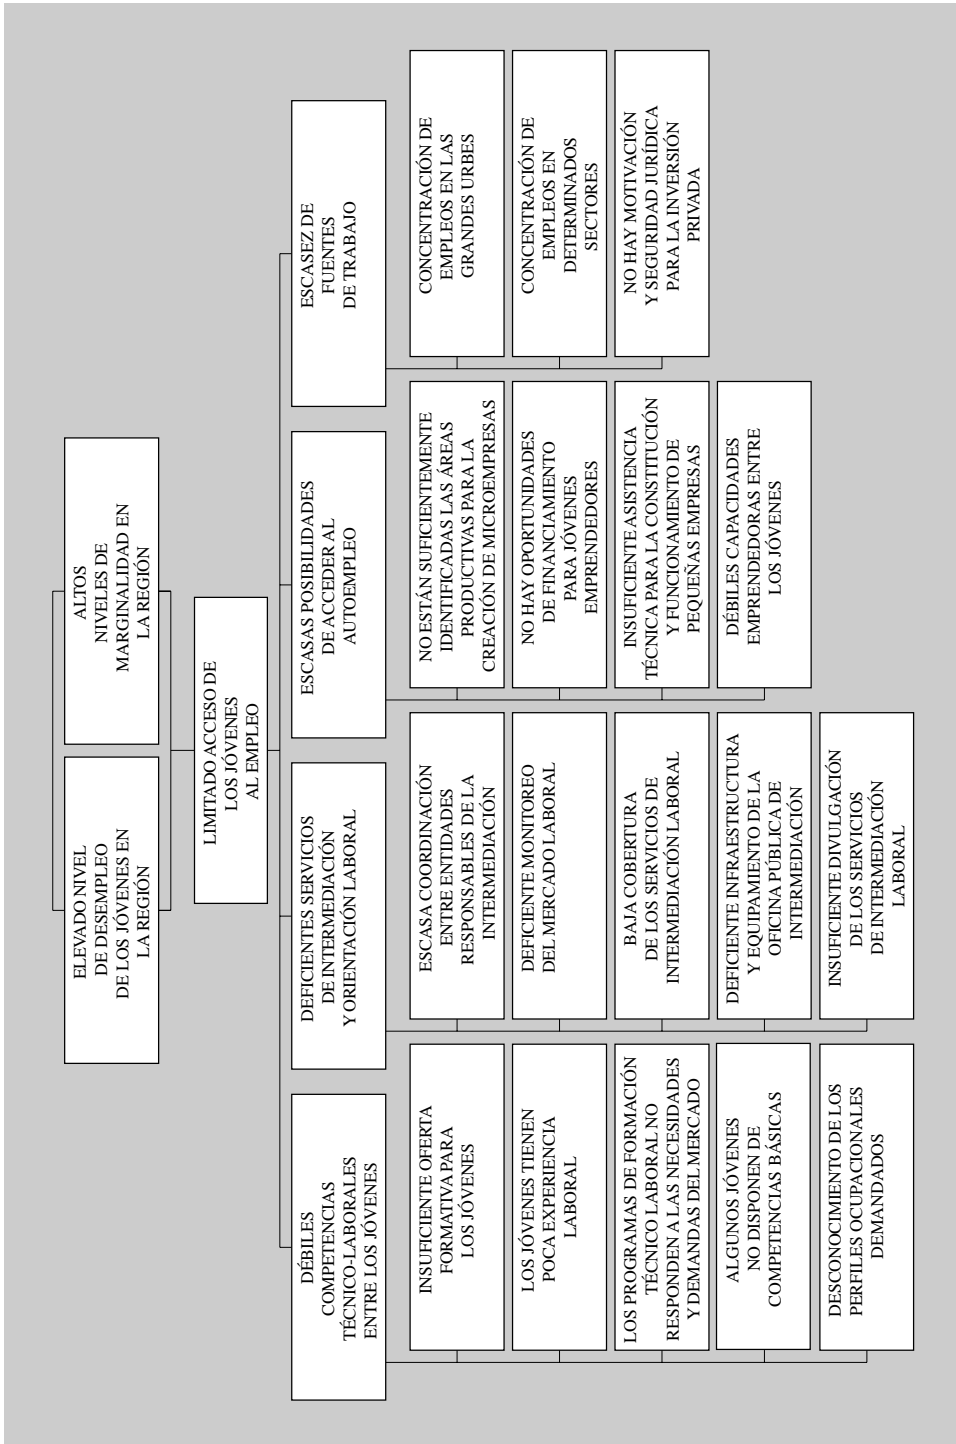 ELEVADO NIVEL
DE DESEMPLEO
DE LOS JÓVENES EN
LA REGIÓN
ALTOS
NIVELES DE
MARGINALIDAD EN
LA REGIÓN
LIMITADO ACCESO DE
LOS JÓVENES
AL EMPLEO
DÉBILES
COMPETENCIAS
TÉCNICO-LABORALES
ENTRE LOS JÓVENES
INSUFICIENTE OFERTA
FORMATIVA PARA
LOS JÓVENES
LOS JÓVENES TIENEN
POCA EXPERIENCIA
LABORAL
LOS PROGRAMAS DE FORMACIÓN
TÉCNICO LABORAL NO
RESPONDEN A LAS NECESIDADES
Y DEMANDAS DEL MERCADO
ALGUNOS JÓVENES
NO DISPONEN DE
COMPETENCIAS BÁSICAS
DESCONOCIMIENTO DE LOS
PERFILES OCUPACIONALES
DEMANDADOS
DEFICIENTES SERVICIOS
DE INTERMEDIACIÓN
Y ORIENTACIÓN LABORAL
ESCASA COORDINACIÓN
ENTRE ENTIDADES
RESPONSABLES DE LA
INTERMEDIACIÓN
DEFICIENTE MONITOREO
DEL MERCADO LABORAL
BAJA COBERTURA
DE LOS SERVICIOS DE
INTERMEDIACIÓN LABORAL
DEFICIENTE INFRAESTRUCTURA
Y EQUIPAMIENTO DE LA
OFICINA PÚBLICA DE
INTERMEDIACIÓN
INSUFICIENTE DIVULGACIÓN
DE LOS SERVICIOS
DE INTERMEDIACIÓN
LABORAL
ESCASAS POSIBILIDADES
DE ACCEDER AL
AUTOEMPLEO
NO ESTÁN SUFICIENTEMENTE
IDENTIFICADAS LAS ÁREAS
PRODUCTIVAS PARA LA
CREACIÓN DE MICROEMPRESAS
NO HAY OPORTUNIDADES
DE FINANCIAMIENTO
PARA JÓVENES
EMPRENDEDORES
INSUFICIENTE ASISTENCIA
TÉCNICA PARA LA CONSTITUCIÓN
Y FUNCIONAMIENTO DE
PEQUEÑAS EMPRESAS
DÉBILES CAPACIDADES
EMPRENDEDORAS ENTRE
LOS JÓVENES
ESCASEZ DE
FUENTES
DE TRABAJO
CONCENTRACIÓN DE
EMPLEOS EN LAS
GRANDES URBES
CONCENTRACIÓN DE
EMPLEOS EN
DETERMINADOS
SECTORES
NO HAY MOTIVACIÓN
Y SEGURIDAD JURÍDICA
PARA LA INVERSIÓN
PRIVADA